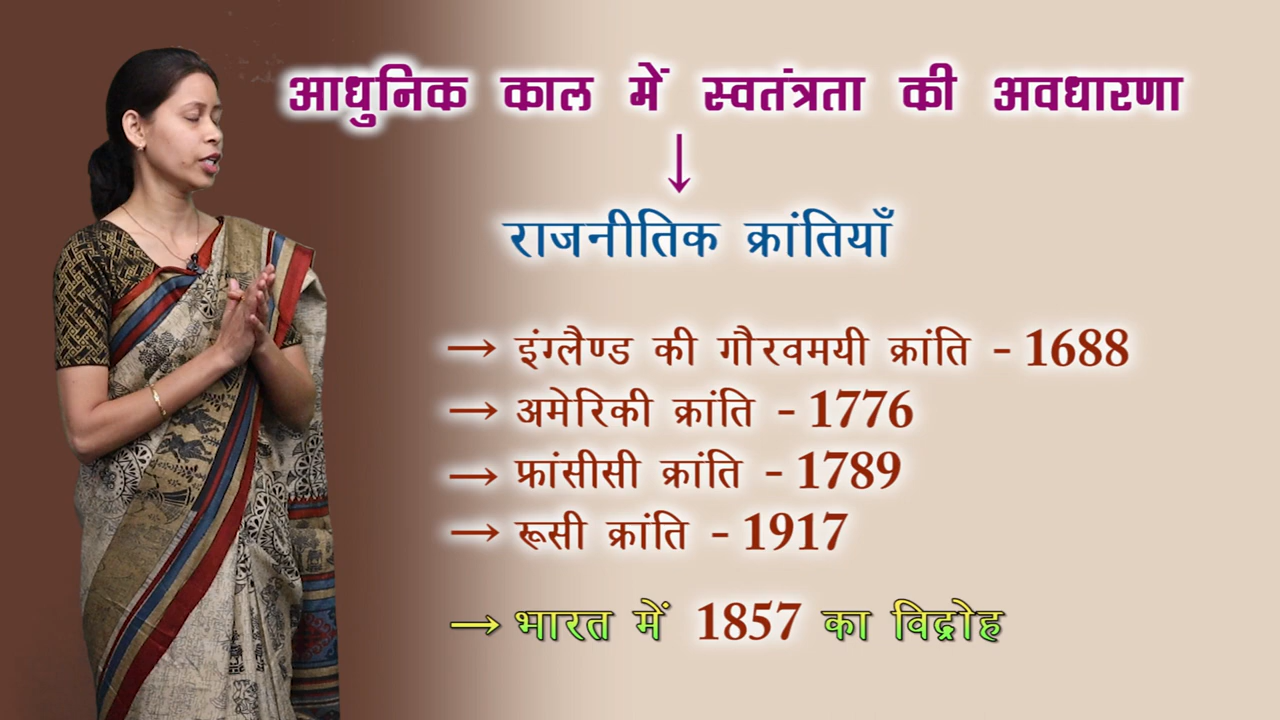 आधुनिक काल में स्वतंत्रता की अवधारणा
↓
राजनीतिक क्रांतियाँ
→ इंग्लैण्ड की गौरवमयी क्रांति - 1688
→ अमेरिकी क्रांति - 1776
→ फ्रांसीसी क्रांति - 1789
→ रूसी क्रांति - 1917
→ भारत में 1857 का विद्रोह